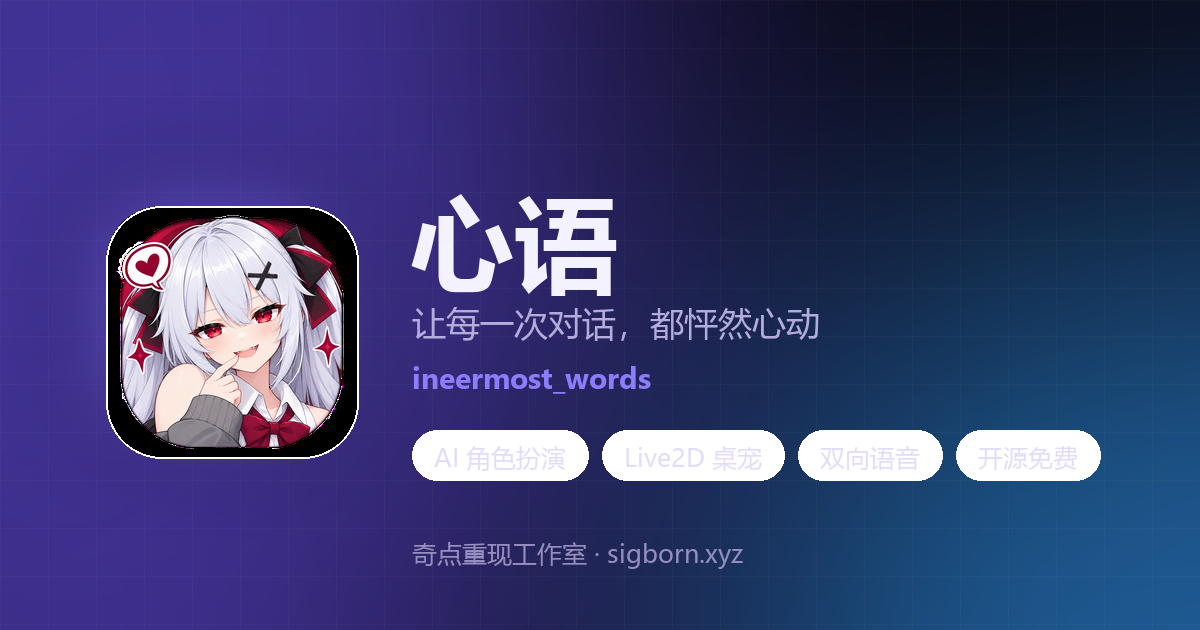 心语
让每一次对话，都怦然心动
ineermost_words
AI 角色扮演 Live2D 桌宠 双向语音 开源免费
奇点重现工作室 · sigborn.xyz